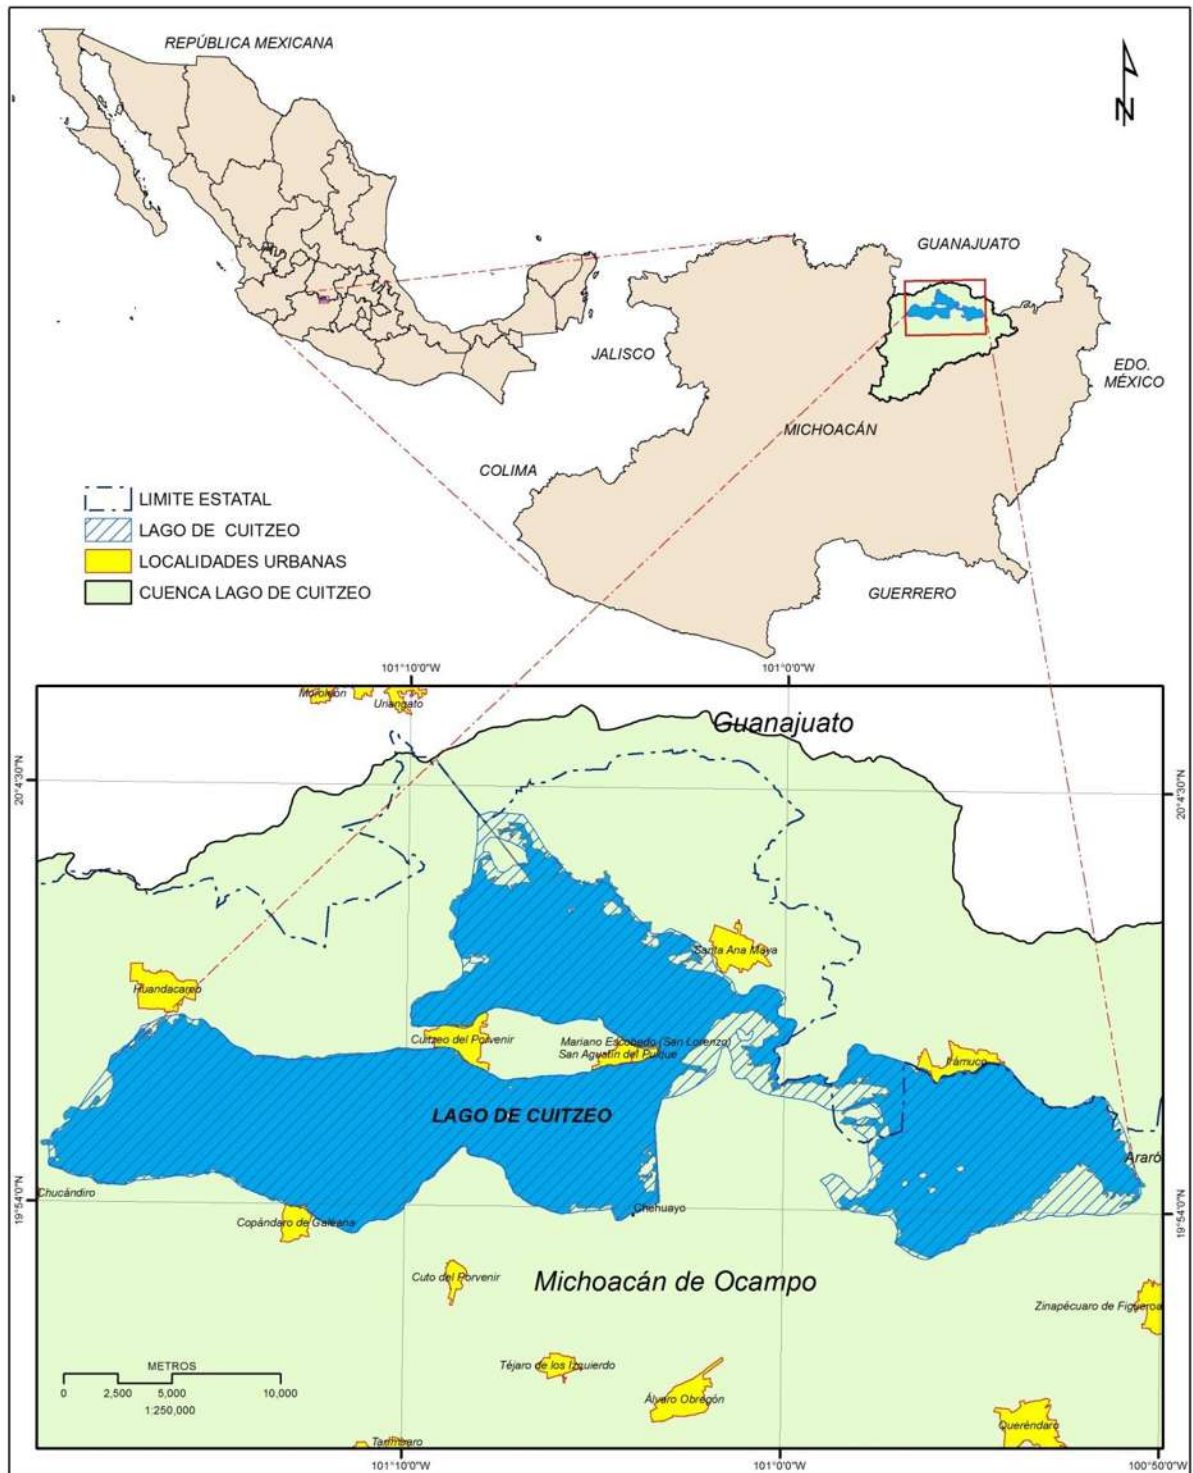 REPÚBLICA MEXICANA
N
GUANAJUATO
JALISCO
EDO.
MÉXICO
MICHOACÁN
COLIMA
GUERRERO
LIMITE ESTATAL
LAGO DE CUITZEO
LOCALIDADES URBANAS
CUENCA LAGO DE CUITZEO
101°10'0"W
101°0'0"W
Moroleón
Uriangato
Guanajuato
20°4'30"N
20°4'30"N
Santa Ana Maya
Huandacareo
Cuitzeo del Porvenir
Mariano Escobedo (San Lorenzo)
San Agustín del Pulque
Irámuco
LAGO DE CUITZEO
Araró
Chucándiro
19°54'0"N
19°54'0"N
Copándaro de Galeana
Chehuayo
Cuto del Porvenir
Michoacán de Ocampo
Zinapécuaro de Figueroa
Téjaro de los Izquierdo
METROS
0 2,500 5,000 10,000
1:250,000
Álvaro Obregón
Queréndaro
Tarímbaro
101°10'0"W
101°0'0"W
100°50'0"W